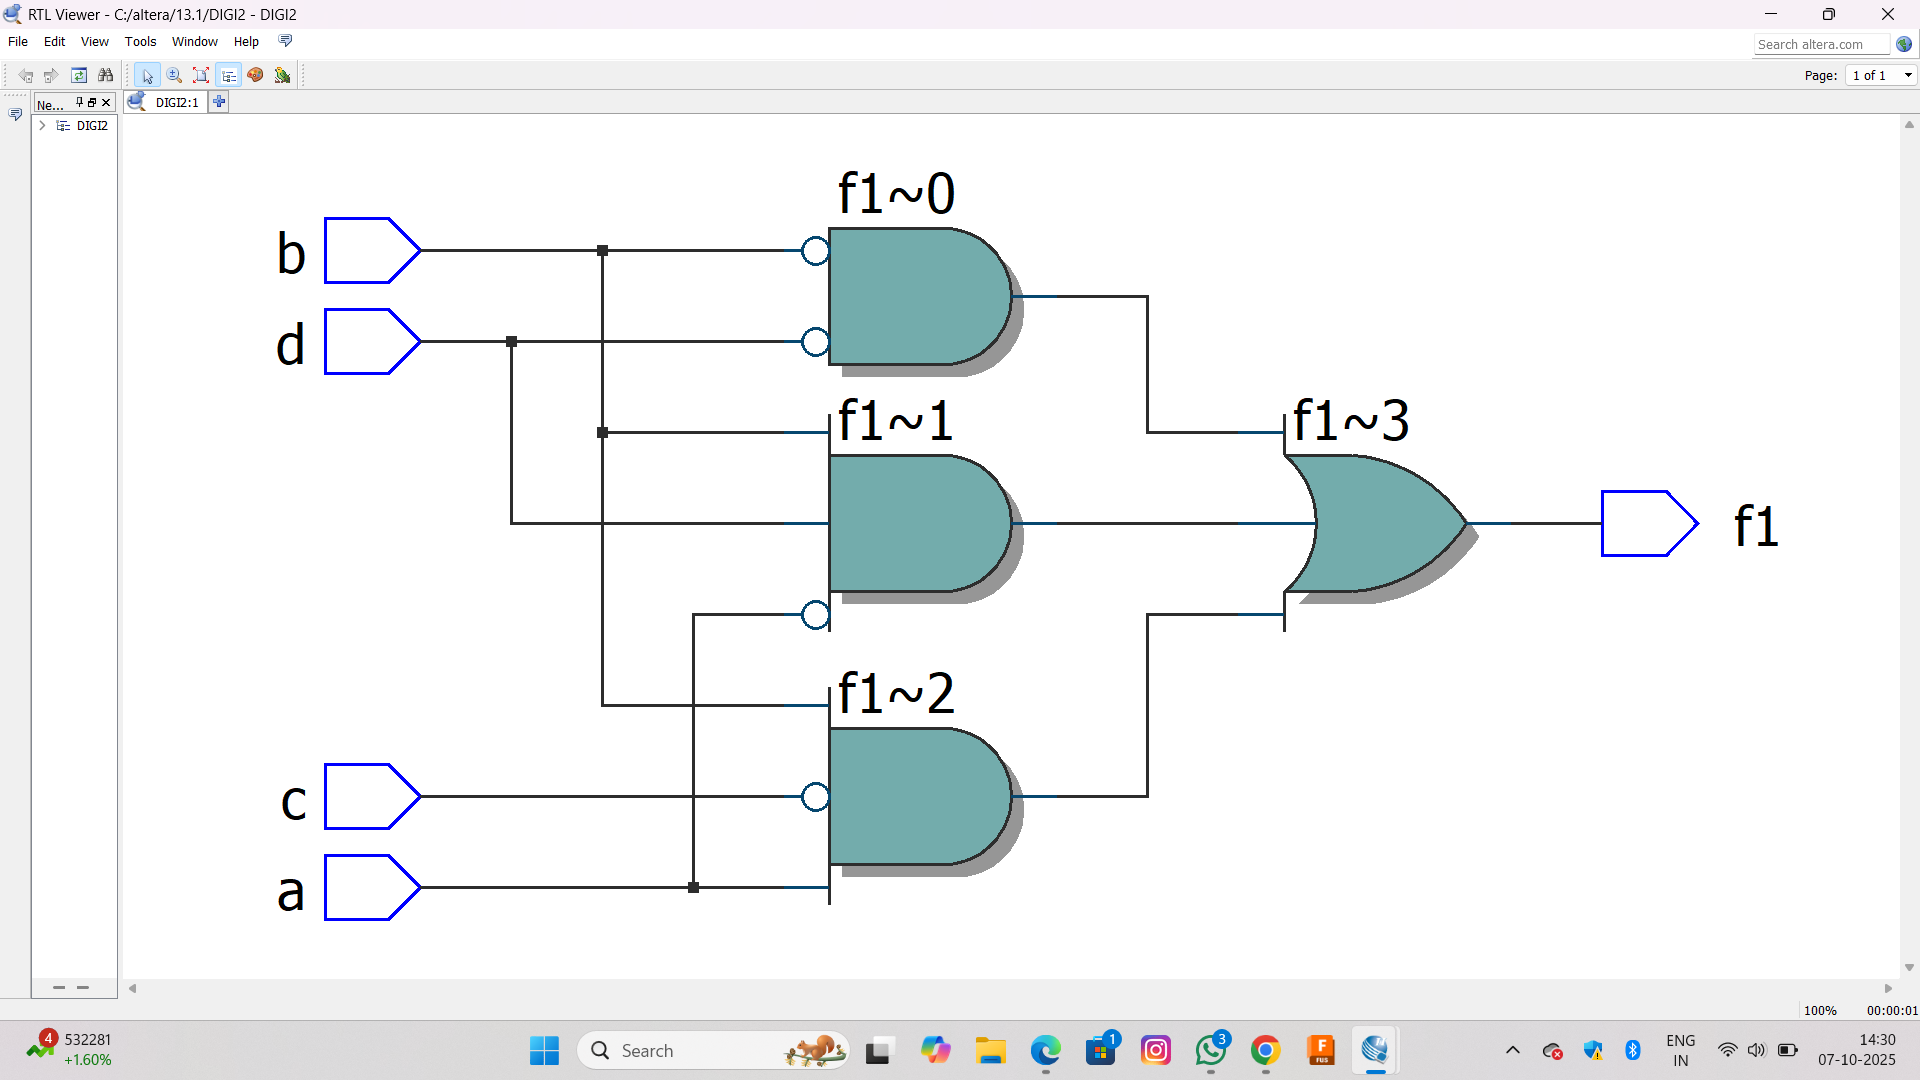 RTL Viewer - C:/altera/13.1/DIGI2 - DIGI2
File Edit View Tools Window Help
Search altera.com
Page: 1 of 1
Ne...
DIGI2:1
DIGI2
f1~0
b
d
f1~1
f1~3
f1
f1~2
c
a
100% 00:00:01
4
532281
+1.60%
Search
1
F
FUS
3
ENG
IN
14:30
07-10-2025